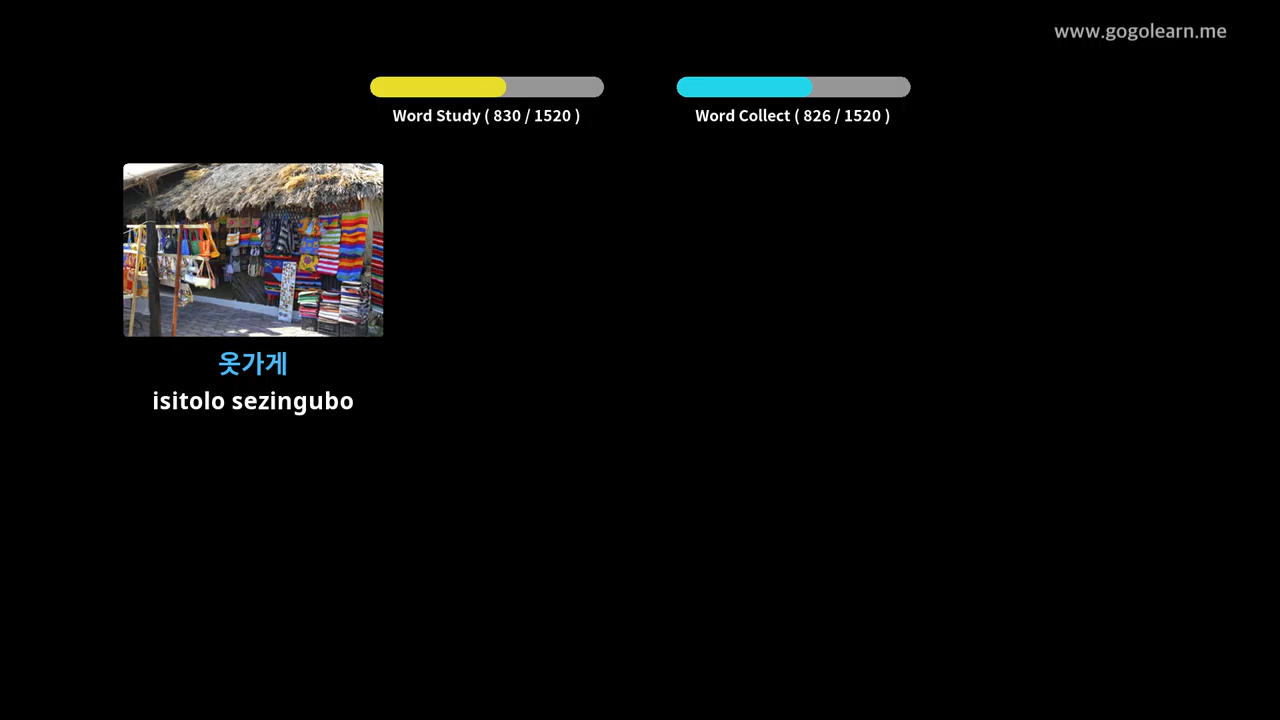 www.gogolearn.me
Word Study ( 830 / 1520 )
Word Collect ( 826 / 1520 )
옷가게
isitolo sezingubo